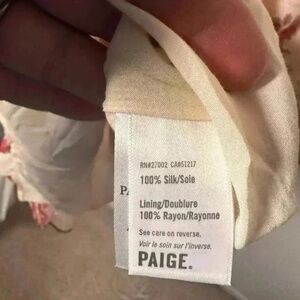 RN#27002 CA#51217
100% Silk/Soie
Lining/Doublure
100% Rayon/Rayonne
See care on reverse.
Voir le soin sur l'inverse.
PAIGE.